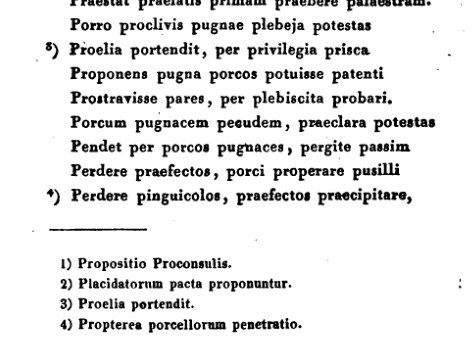 Praestat praelatis primam praebere palaestram.
Porro proclivis pugnae plebeja potestas
³) Proelia portendit, per privilegia prisca
Proponens pugna porcos potuisse patenti
Prostravisse pares, per plebiscita probari.
Porcum pugnacem pecudem, praeclara potestas
Pendet per porcos pugnaces, pergite passim
Perdere praefectos, porci properare pusilli
⁴) Perdere pinguicolos, praefectos praecipitare,
1) Propositio Proconsulis.
2) Placidatorum pacta proponuntur.
3) Proelia portendit.
4) Propterea porcellorum penetratio.